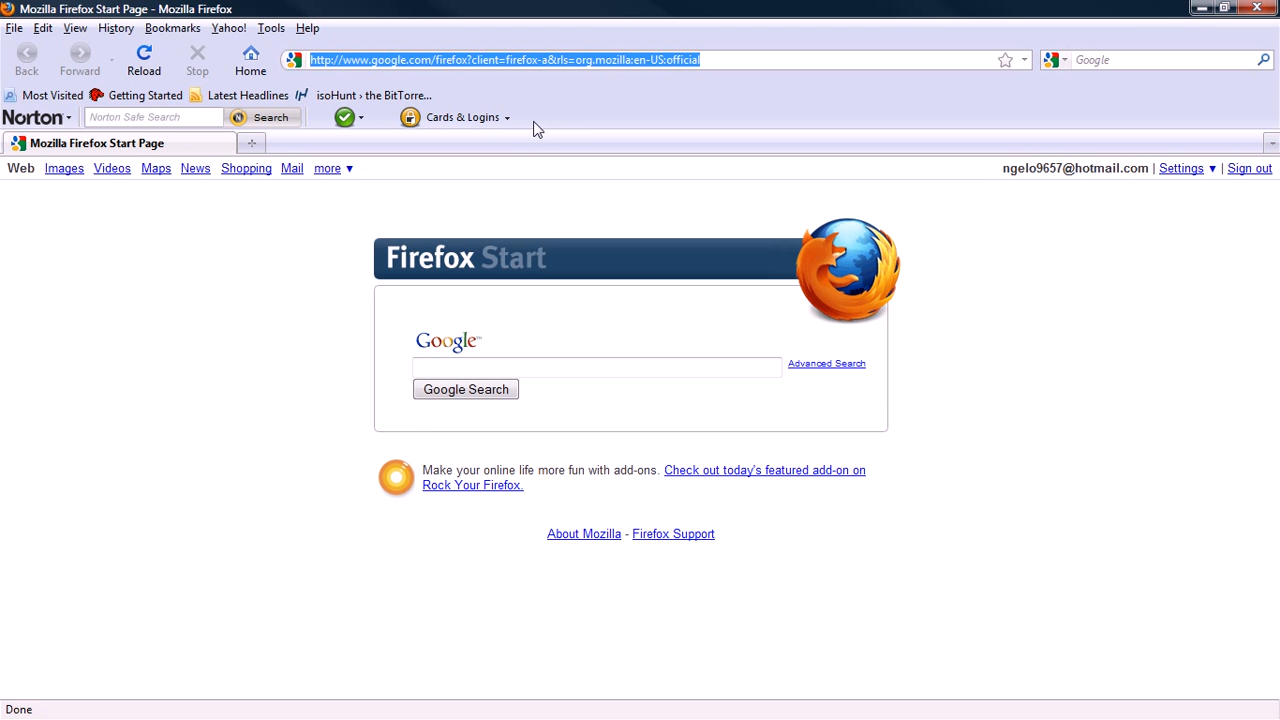 Mozilla Firefox Start Page - Mozilla Firefox
File Edit View History Bookmarks Yahoo! Tools Help
Back Forward Reload Stop Home http://www.google.com/firefox?client=firefox-a&rls=org.mozilla:en-US:official Google
Most Visited Getting Started Latest Headlines isoHunt › the BitTorre...
Norton Norton Safe Search Search Cards & Logins
Mozilla Firefox Start Page
Web Images Videos Maps News Shopping Mail more ▼ ngelo9657@hotmail.com | Settings ▼ | Sign out
Firefox Start
Google™
Advanced Search
Google Search
Make your online life more fun with add-ons. Check out today's featured add-on on
Rock Your Firefox.
About Mozilla - Firefox Support
Done